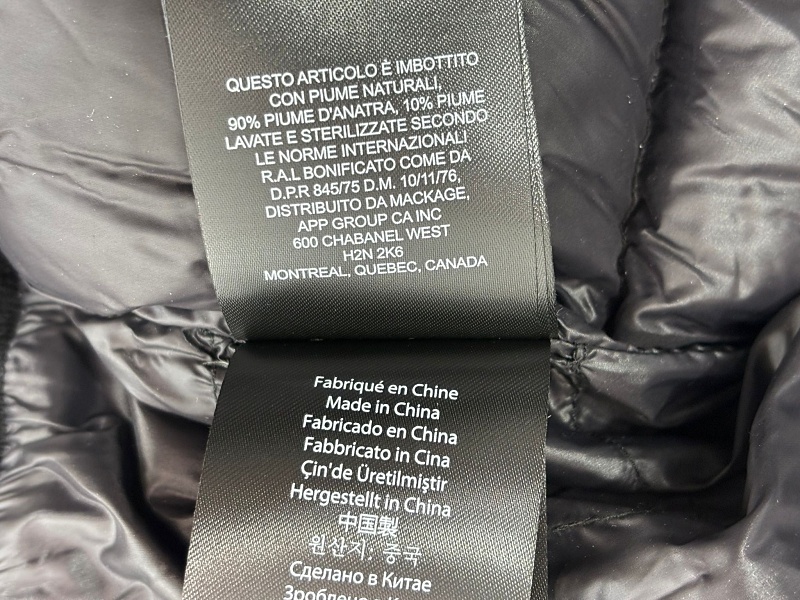 QUESTO ARTICOLO È IMBOTTITO
CON PIUME NATURALI,
90% PIUME D'ANATRA, 10% PIUME
LAVATE E STERILIZZATE SECONDO
LE NORME INTERNAZIONALI
R.A.L BONIFICATO COME DA
D.P.R 845/75 D.M. 10/11/76,
DISTRIBUITO DA MACKAGE,
APP GROUP CA INC
600 CHABANEL WEST
H2N 2K6
MONTREAL, QUEBEC, CANADA
Fabriqué en Chine
Made in China
Fabricado en China
Fabbricato in Cina
Çin'de Üretilmiştir
Hergestellt in China
中国製
원산지: 중국
Сделано в Китае